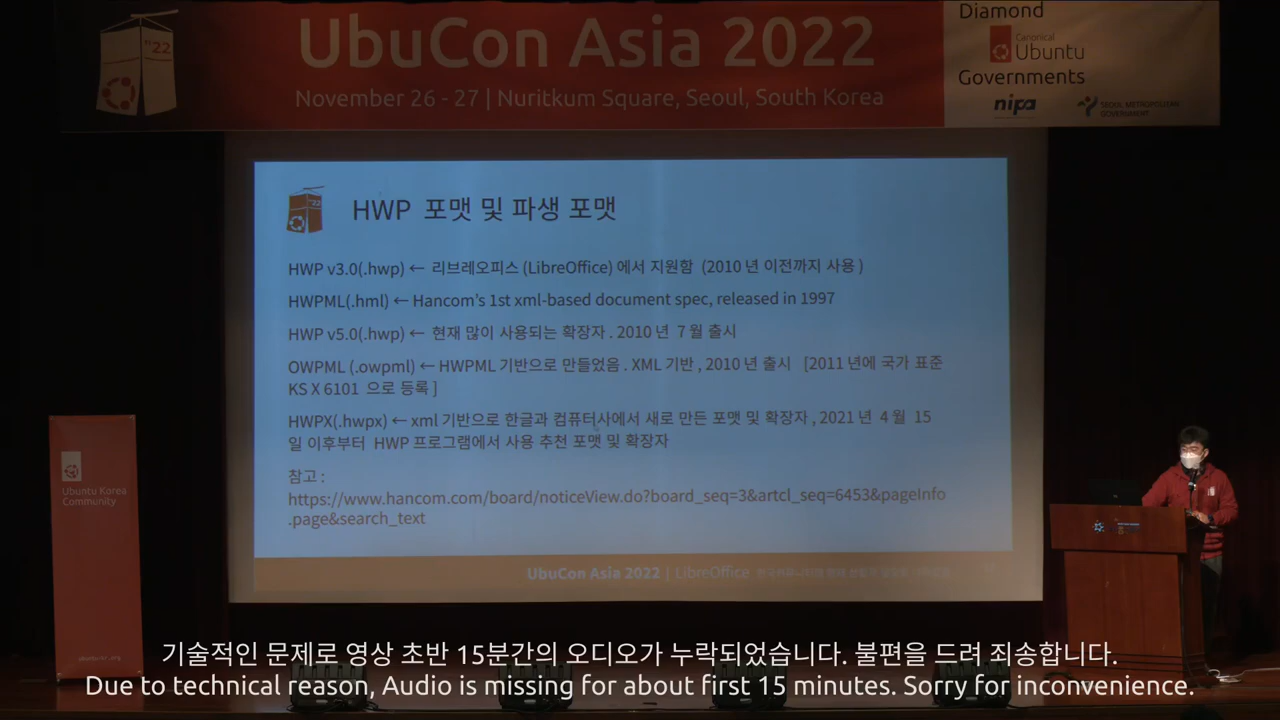 UbuCon Asia 2022
November 26 - 27 | Nuritkum Square, Seoul, South Korea
Diamond
Canonical
Ubuntu
Governments
nipa
SEOUL METROPOLITAN
GOVERNMENT
"22
"22
HWP 포맷 및 파생 포맷
HWP v3.0(.hwp) ← 리브레오피스 (LibreOffice) 에서 지원함 (2010 년 이전까지 사용 )
HWPML(.hml) ← Hancom's 1st xml-based document spec, released in 1997
HWP v5.0(.hwp) ← 현재 많이 사용되는 확장자 . 2010 년 7 월 출시
OWPML (.owpml) ← HWPML 기반으로 만들었음 . XML 기반 , 2010 년 출시 [2011 년에 국가 표준
KS X 6101 으로 등록 ]
HWPX(.hwpx) ← xml 기반으로 한글과 컴퓨터사에서 새로 만든 포맷 및 확장자 , 2021 년 4 월 15
일 이후부터 HWP 프로그램에서 사용 추천 포맷 및 확장자
참고 :
https://www.hancom.com/board/noticeView.do?board_seq=3&artcl_seq=6453&pageInfo
.page&search_text
UbuCon Asia 2022 | LibreOffice
Ubuntu Korea
Community
기술적인 문제로 영상 초반 15분간의 오디오가 누락되었습니다. 불편을 드려 죄송합니다.
Due to technical reason, Audio is missing for about first 15 minutes. Sorry for inconvenience.